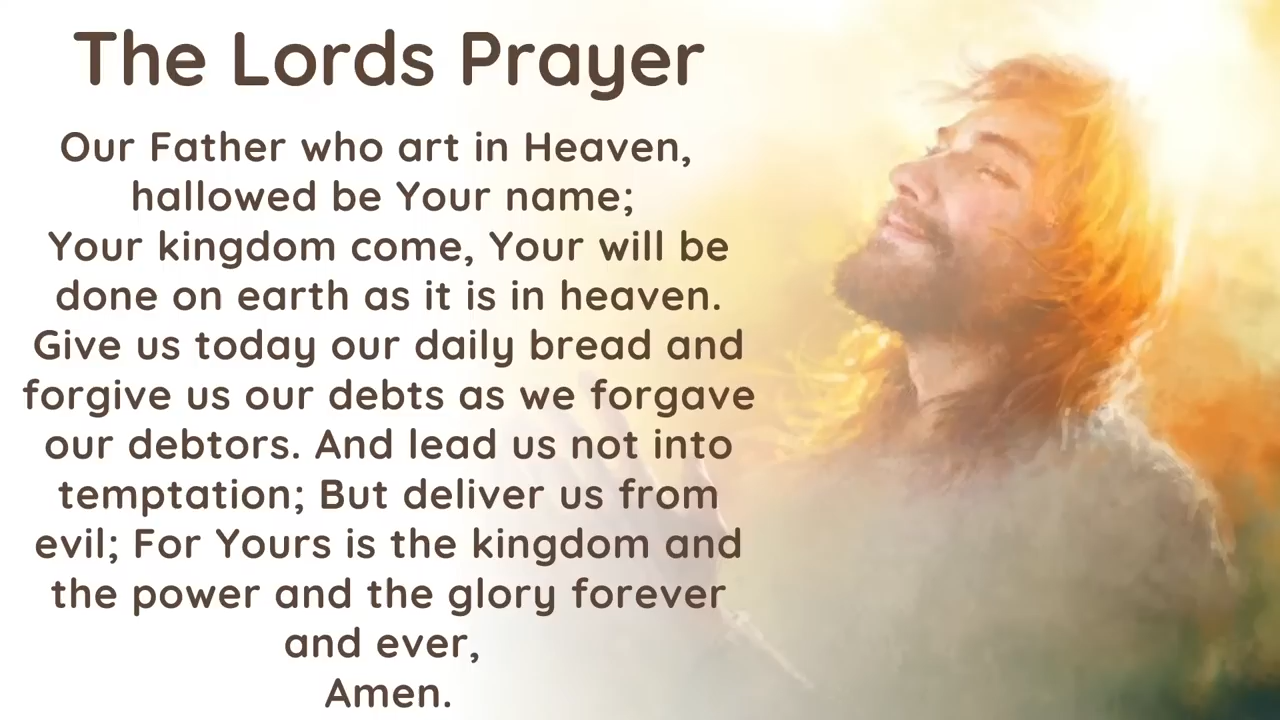 The Lords Prayer
Our Father who art in Heaven,
hallowed be Your name;
Your kingdom come, Your will be
done on earth as it is in heaven.
Give us today our daily bread and
forgive us our debts as we forgave
our debtors. And lead us not into
temptation; But deliver us from
evil; For Yours is the kingdom and
the power and the glory forever
and ever,
Amen.